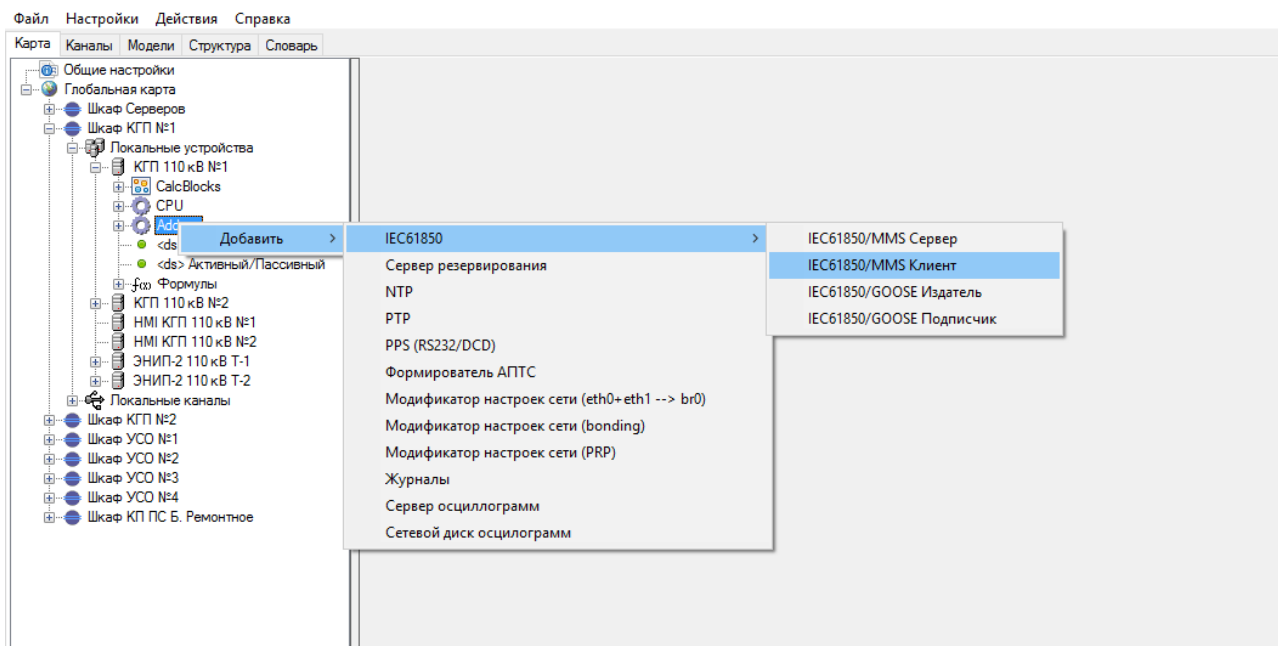 Файл Настройки Действия Справка
Карта Каналы Модели Структура Словарь
Общие настройки
Глобальная карта
Шкаф Серверов
Шкаф КГП №1
Локальные устройства
КГП 110 кВ №1
CalcBlocks
CPU
Add
<ds
<ds> Активный/Пассивный
Формулы
КГП 110 кВ №2
HMI КГП 110 кВ №1
HMI КГП 110 кВ №2
ЭНИП-2 110 кВ Т-1
ЭНИП-2 110 кВ Т-2
Локальные каналы
Шкаф КГП №2
Шкаф УСО №1
Шкаф УСО №2
Шкаф УСО №3
Шкаф УСО №4
Шкаф КП ПС Б. Ремонтное
Добавить
IEC61850
Сервер резервирования
NTP
PTP
PPS (RS232/DCD)
Формирователь АПТС
Модификатор настроек сети (eth0+eth1 --> br0)
Модификатор настроек сети (bonding)
Модификатор настроек сети (PRP)
Журналы
Сервер осциллограмм
Сетевой диск осцилограмм
IEC61850/MMS Сервер
IEC61850/MMS Клиент
IEC61850/GOOSE Издатель
IEC61850/GOOSE Подписчик